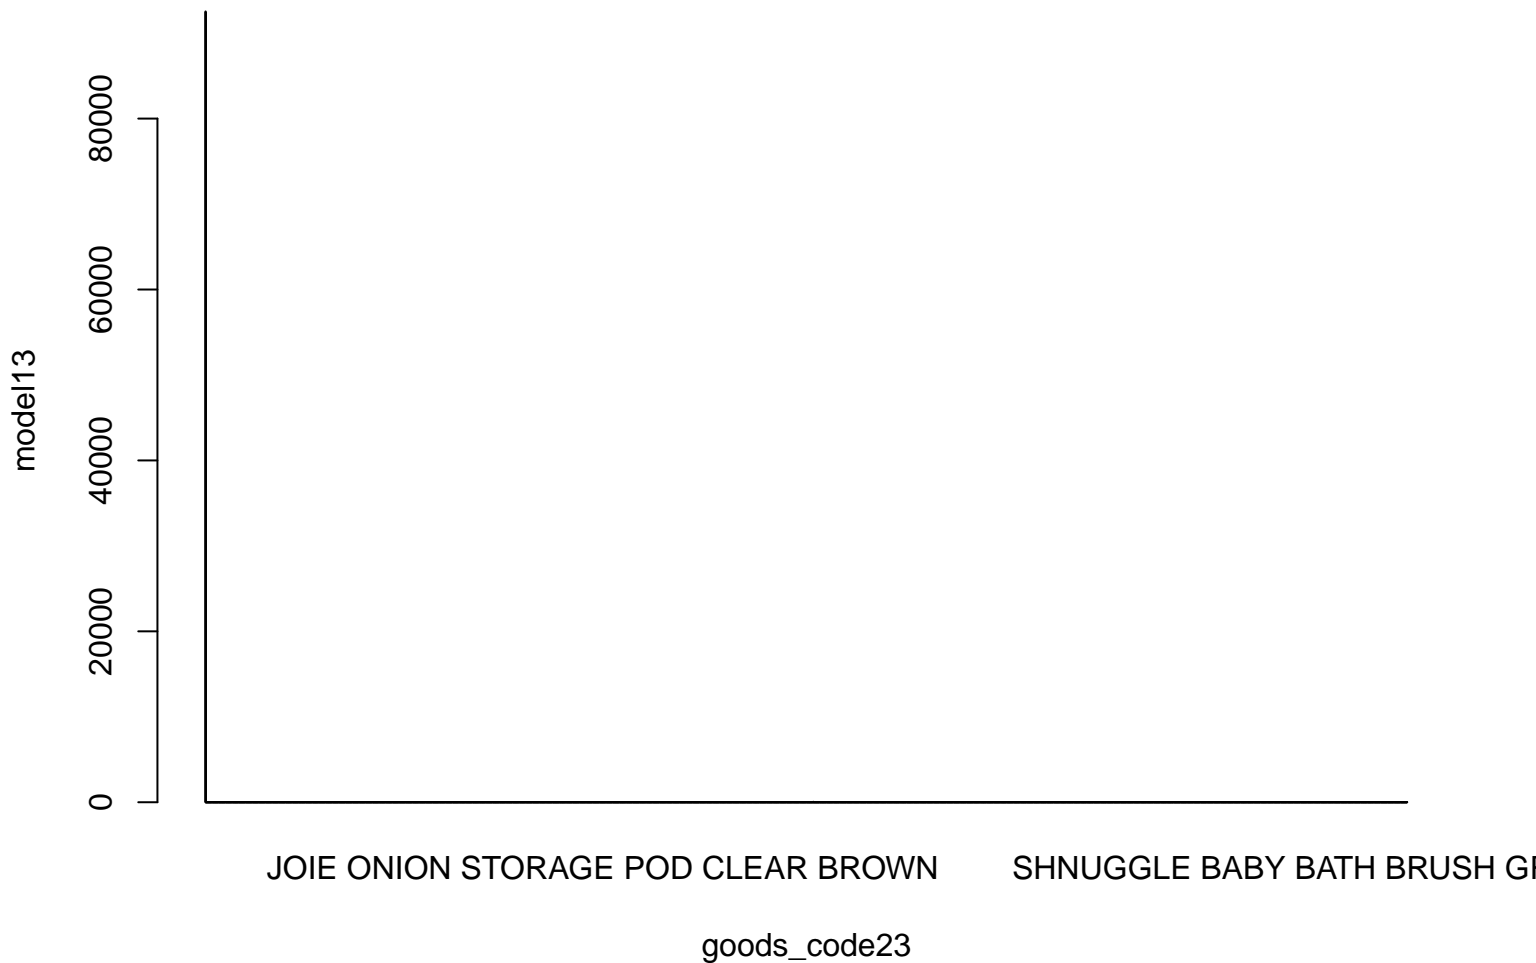 80000
60000
40000
20000
0
model13
JOIE ONION STORAGE POD CLEAR BROWN
SHNUGGLE BABY BATH BRUSH
goods_code23